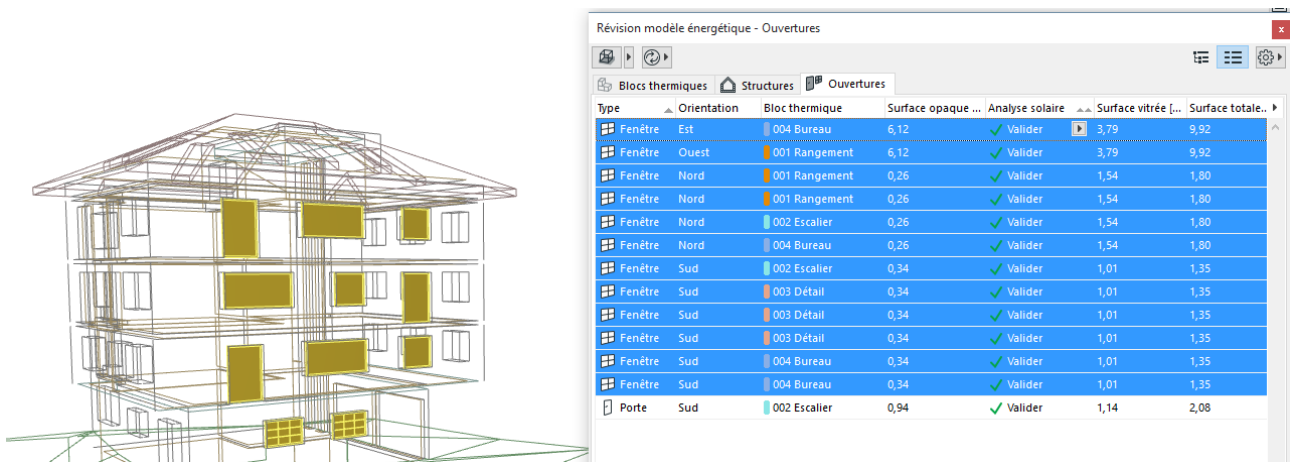 Révision modèle énergétique - Ouvertures
Blocs thermiques Structures Ouvertures
Type Orientation Bloc thermique Surface opaque ... Analyse solaire Surface vitrée [... Surface totale...
Fenêtre Est 004 Bureau 6,12 Valider 3,79 9,92
Fenêtre Ouest 001 Rangement 6,12 Valider 3,79 9,92
Fenêtre Nord 001 Rangement 0,26 Valider 1,54 1,80
Fenêtre Nord 001 Rangement 0,26 Valider 1,54 1,80
Fenêtre Nord 002 Escalier 0,26 Valider 1,54 1,80
Fenêtre Nord 004 Bureau 0,26 Valider 1,54 1,80
Fenêtre Sud 002 Escalier 0,34 Valider 1,01 1,35
Fenêtre Sud 003 Détail 0,34 Valider 1,01 1,35
Fenêtre Sud 003 Détail 0,34 Valider 1,01 1,35
Fenêtre Sud 003 Détail 0,34 Valider 1,01 1,35
Fenêtre Sud 004 Bureau 0,34 Valider 1,01 1,35
Fenêtre Sud 004 Bureau 0,34 Valider 1,01 1,35
Porte Sud 002 Escalier 0,94 Valider 1,14 2,08